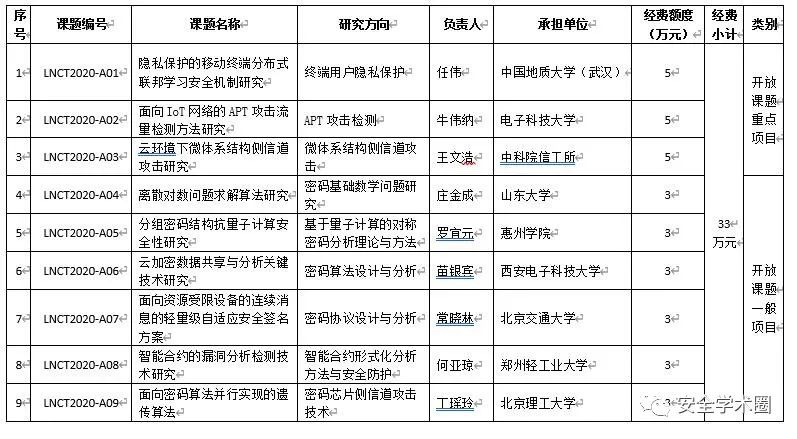 序号 课题编号 课题名称 研究方向 负责人 承担单位 经费额度（万元） 经费小计 类别
1 LNCT2020-A01 隐私保护的移动终端分布式联邦学习安全机制研究 终端用户隐私保护 任伟 中国地质大学（武汉） 5
2 LNCT2020-A02 面向 IoT 网络的 APT 攻击流量检测方法研究 APT 攻击检测 牛伟纳 电子科技大学 5
3 LNCT2020-A03 云环境下微体系结构侧信道攻击研究 微体系结构侧信道攻击 王文浩 中科院信工所 5
开放课题重点项目
4 LNCT2020-A04 离散对数问题求解算法研究 密码基础数学问题研究 庄金成 山东大学 3
5 LNCT2020-A05 分组密码结构抗量子计算安全性研究 基于量子计算的对称密码分析理论与方法 罗宜元 惠州学院 3
6 LNCT2020-A06 云加密数据共享与分析关键技术研究 密码算法设计与分析 苗银宾 西安电子科技大学 3
7 LNCT2020-A07 面向资源受限设备的连续消息的轻量级自适应安全签名方案 密码协议设计与分析 常晓林 北京交通大学 3
8 LNCT2020-A08 智能合约的漏洞分析检测技术研究 智能合约形式化分析方法与安全防护 何亚琼 郑州轻工业大学 3
9 LNCT2020-A09 面向密码算法并行实现的遗传算法 密码芯片侧信道攻击技术 丁瑶玲 北京理工大学 3
33万元
开放课题一般项目
安全学术圈